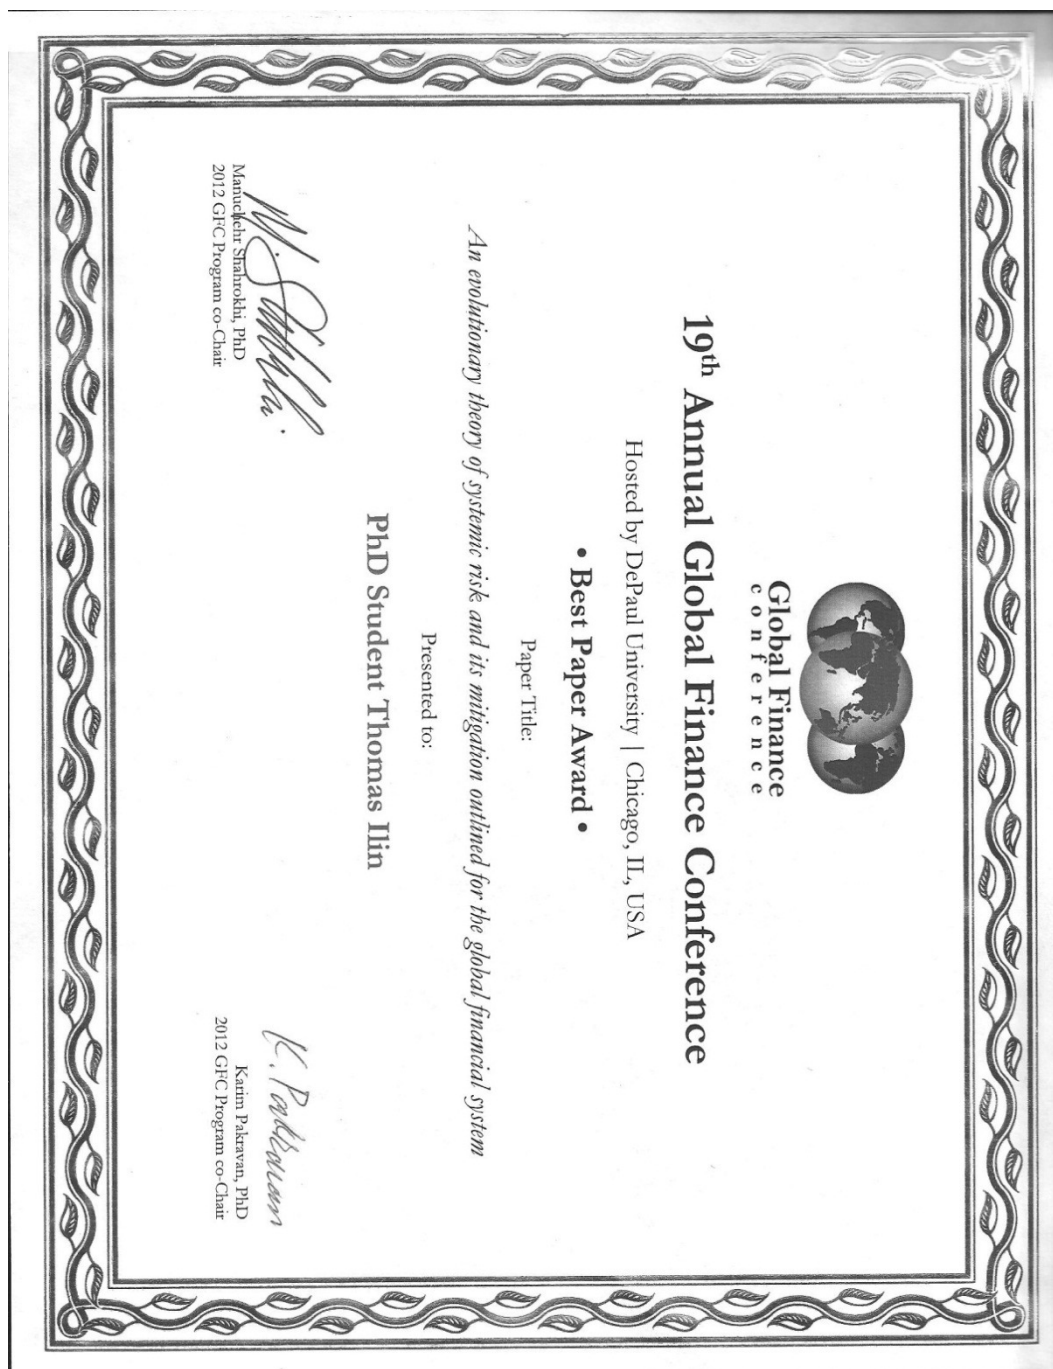 Global Finance
conference
19th Annual Global Finance Conference
Hosted by DePaul University | Chicago, IL, USA
• Best Paper Award •
Paper Title:
An evolutionary theory of systemic risk and its mitigation outlined for the global financial system
Presented to:
PhD Student Thomas Ilin
M. Shahrokhi
Manuchehr Shahrokhi, PhD
2012 GFC Program co-Chair
K. Pakravan
Karim Pakravan, PhD
2012 GFC Program co-Chair